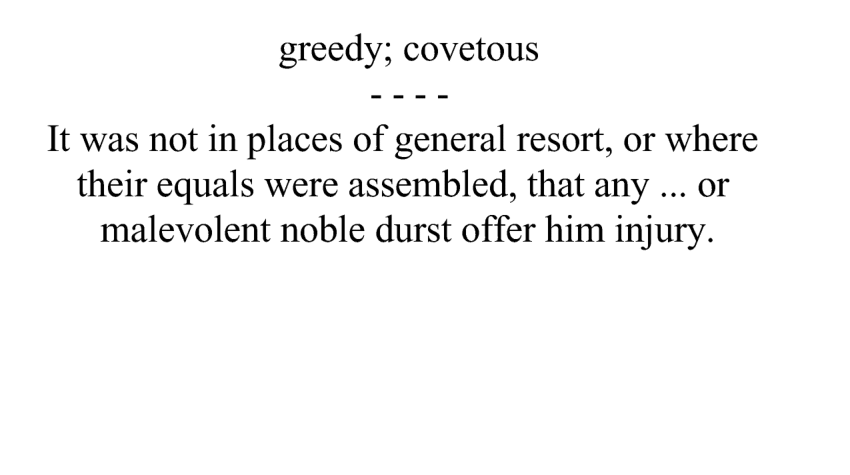 greedy; covetous
- - - -
It was not in places of general resort, or where
their equals were assembled, that any ... or
malevolent noble durst offer him injury.